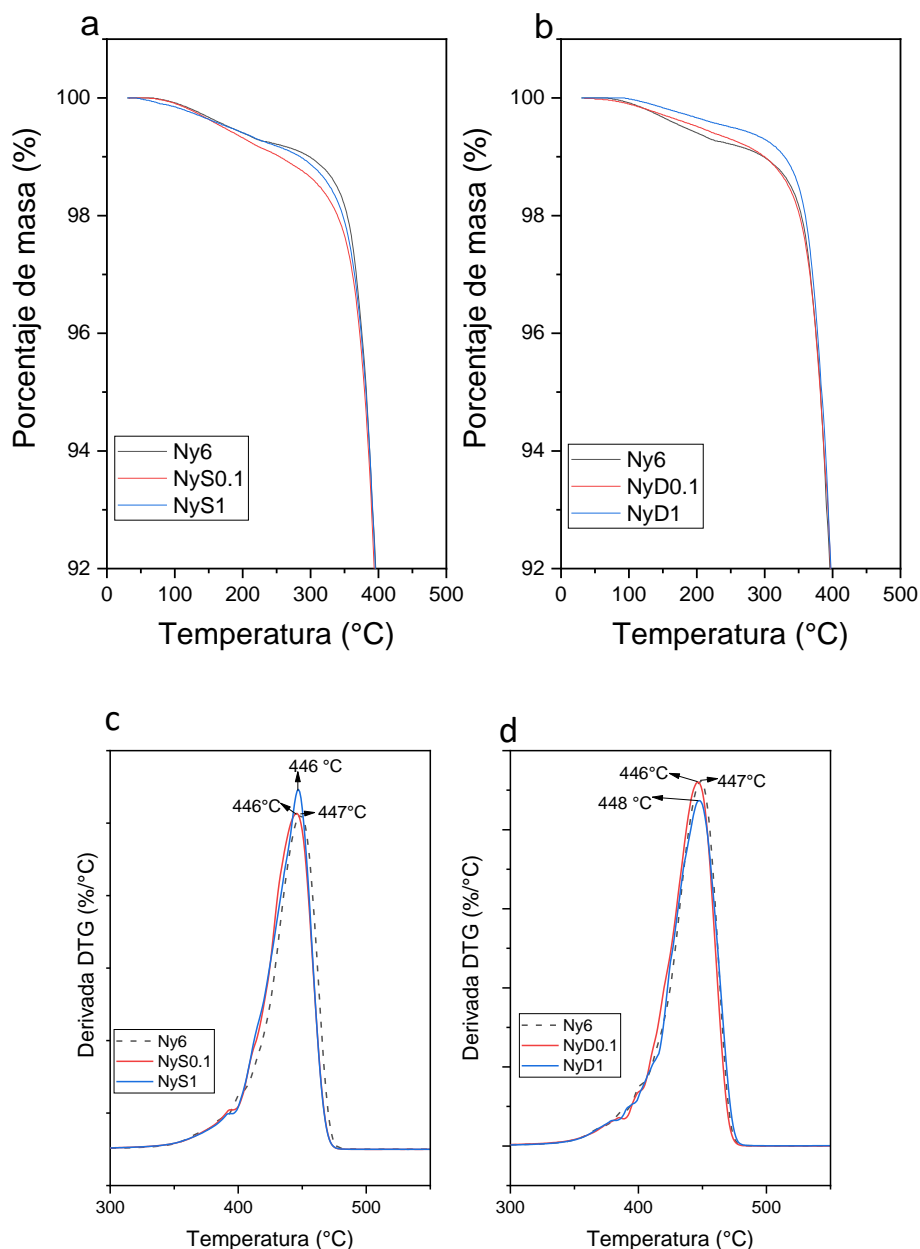 a
b
Porcentaje de masa (%)
100
98
96
94
92
Ny6
NyS0.1
NyS1
0
100
200
300
400
500
Temperatura (°C)
Porcentaje de masa (%)
100
98
96
94
92
Ny6
NyD0.1
NyD1
0
100
200
300
400
500
Temperatura (°C)
c
Derivada DTG (%/°C)
446 °C
446°C
447°C
Ny6
NyS0.1
NyS1
300
400
500
Temperatura (°C)
d
Derivada DTG (%/°C)
446°C
447°C
448 °C
Ny6
NyD0.1
NyD1
300
400
500
Temperatura (°C)